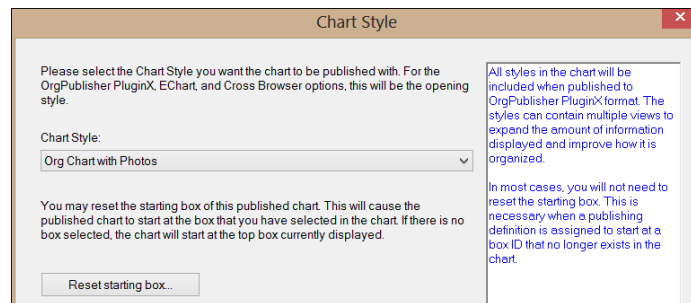 Chart Style
Please select the Chart Style you want the chart to be published with. For the
OrgPublisher PluginX, EChart, and Cross Browser options, this will be the opening
style.
Chart Style:
Org Chart with Photos
You may reset the starting box of this published chart. This will cause the
published chart to start at the box that you have selected in the chart. If there is no
box selected, the chart will start at the top box currently displayed.
Reset starting box...
All styles in the chart will be
included when published to
OrgPublisher PluginX format. The
styles can contain multiple views to
expand the amount of information
displayed and improve how it is
organized.
In most cases, you will not need to
reset the starting box. This is
necessary when a publishing
definition is assigned to start at a
box ID that no longer exists in the
chart.